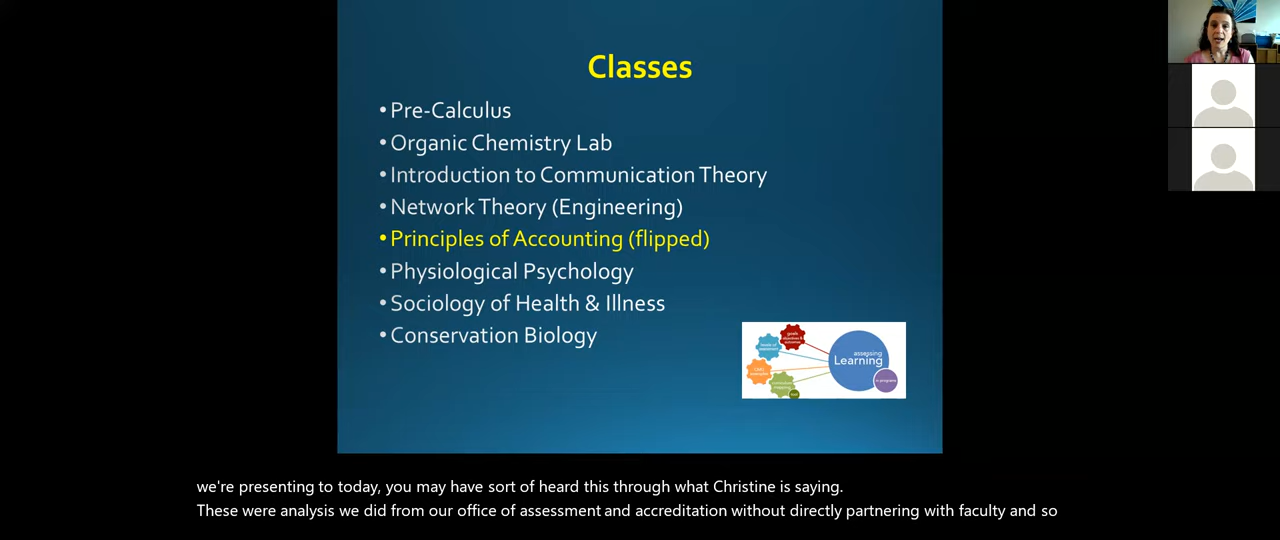 Classes
• Pre-Calculus
• Organic Chemistry Lab
• Introduction to Communication Theory
• Network Theory (Engineering)
• Principles of Accounting (flipped)
• Physiological Psychology
• Sociology of Health & Illness
• Conservation Biology
goals
assessing
Learning
in programs
we're presenting to today, you may have sort of heard this through what Christine is saying.
These were analysis we did from our office of assessment and accreditation without directly partnering with faculty and so